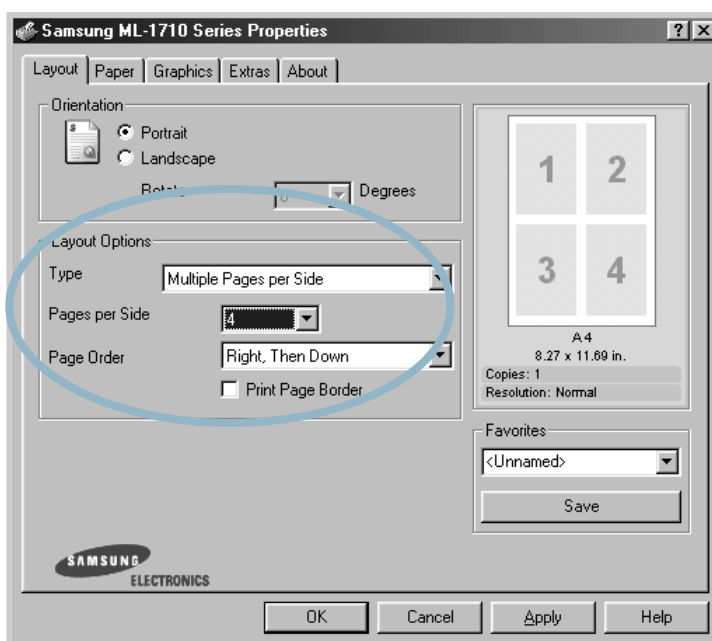 Samsung ML-1710 Series Properties
Layout Paper Graphics Extras About
Orientation
Portrait
Landscape
Rotate Degrees
Layout Options
Type Multiple Pages per Side
Pages per Side 4
Page Order Right, Then Down
Print Page Border
1 2
3 4
A4
8.27 x 11.69 in.
Copies: 1
Resolution: Normal
Favorites
<Unnamed>
Save
SAMSUNG
ELECTRONICS
OK Cancel Apply Help